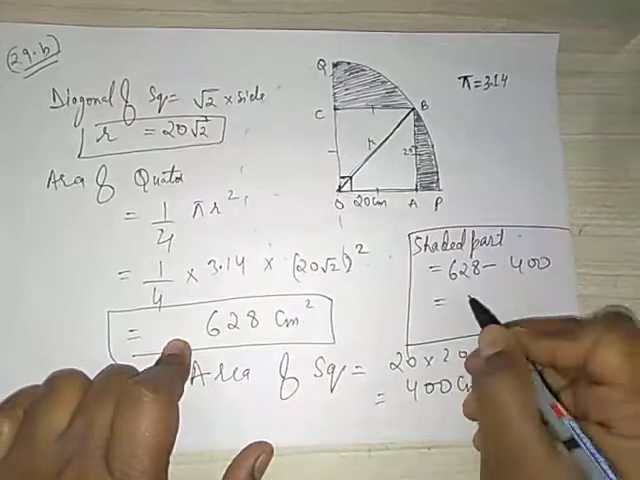 (29.b)
Diagonal of Sq = √2 × side
r = 20√2
Area of Quater
= 1/4 πr²
= 1/4 × 3.14 × (20√2)²
= 628 cm²
Area of Sq = 20 × 20
= 400 c
Q
C
B
r
O
20cm
A
P
π=3.14
Shaded part
= 628 - 400
=